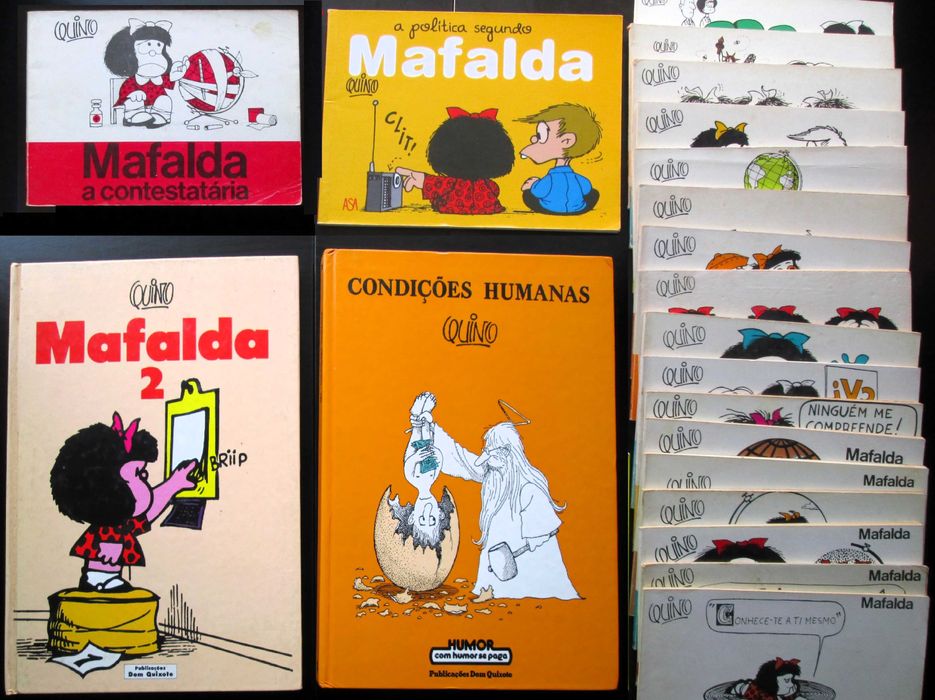 QUINO
Mafalda
a contestatária
a política segundo
Mafalda
QUINO
CLIT!
ASA
QUINO
Mafalda
2
BRIIP
7
Publicações
Dom Quixote
CONDIÇÕES HUMANAS
QUINO
HUMOR
com humor se paga
Publicações Dom Quixote
QUINO
QUINO
QUINO
QUINO
QUINO
QUINO
QUINO
QUINO
QUINO
QUINO
¡Y?
QUINO
NINGUÉM ME
COMPREENDE!
QUINO
Mafalda
QUINO
Mafalda
QUINO
QUINO
Mafalda
QUINO
Mafalda
QUINO
Mafalda
"CONHECE-TE A TI MESMO"